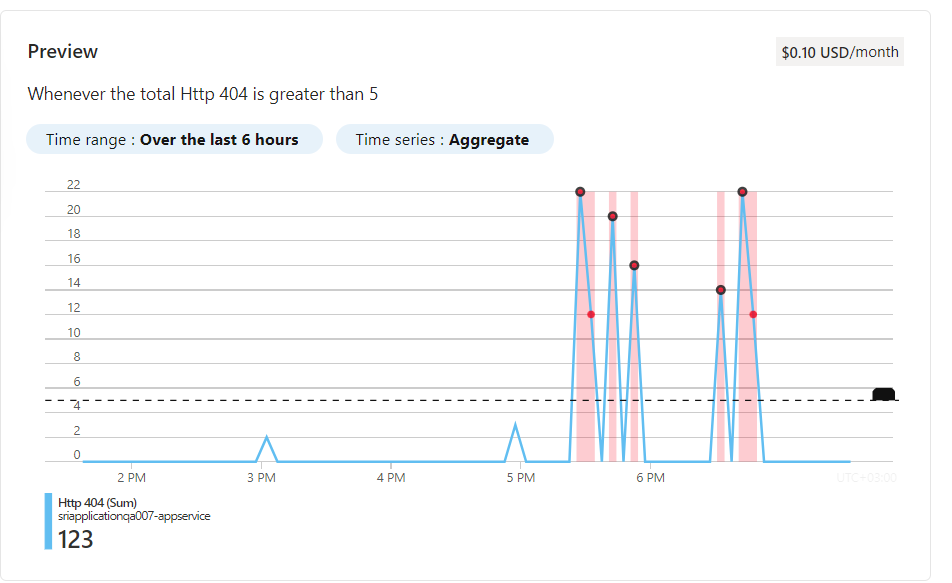 Preview
$0.10 USD/month
Whenever the total Http 404 is greater than 5
Time range : Over the last 6 hours
Time series : Aggregate
22
20
18
16
14
12
10
8
6
4
2
0
2 PM
3 PM
4 PM
5 PM
6 PM
UTC+03:00
Http 404 (Sum)
sriapplicationqa007-appservice
123